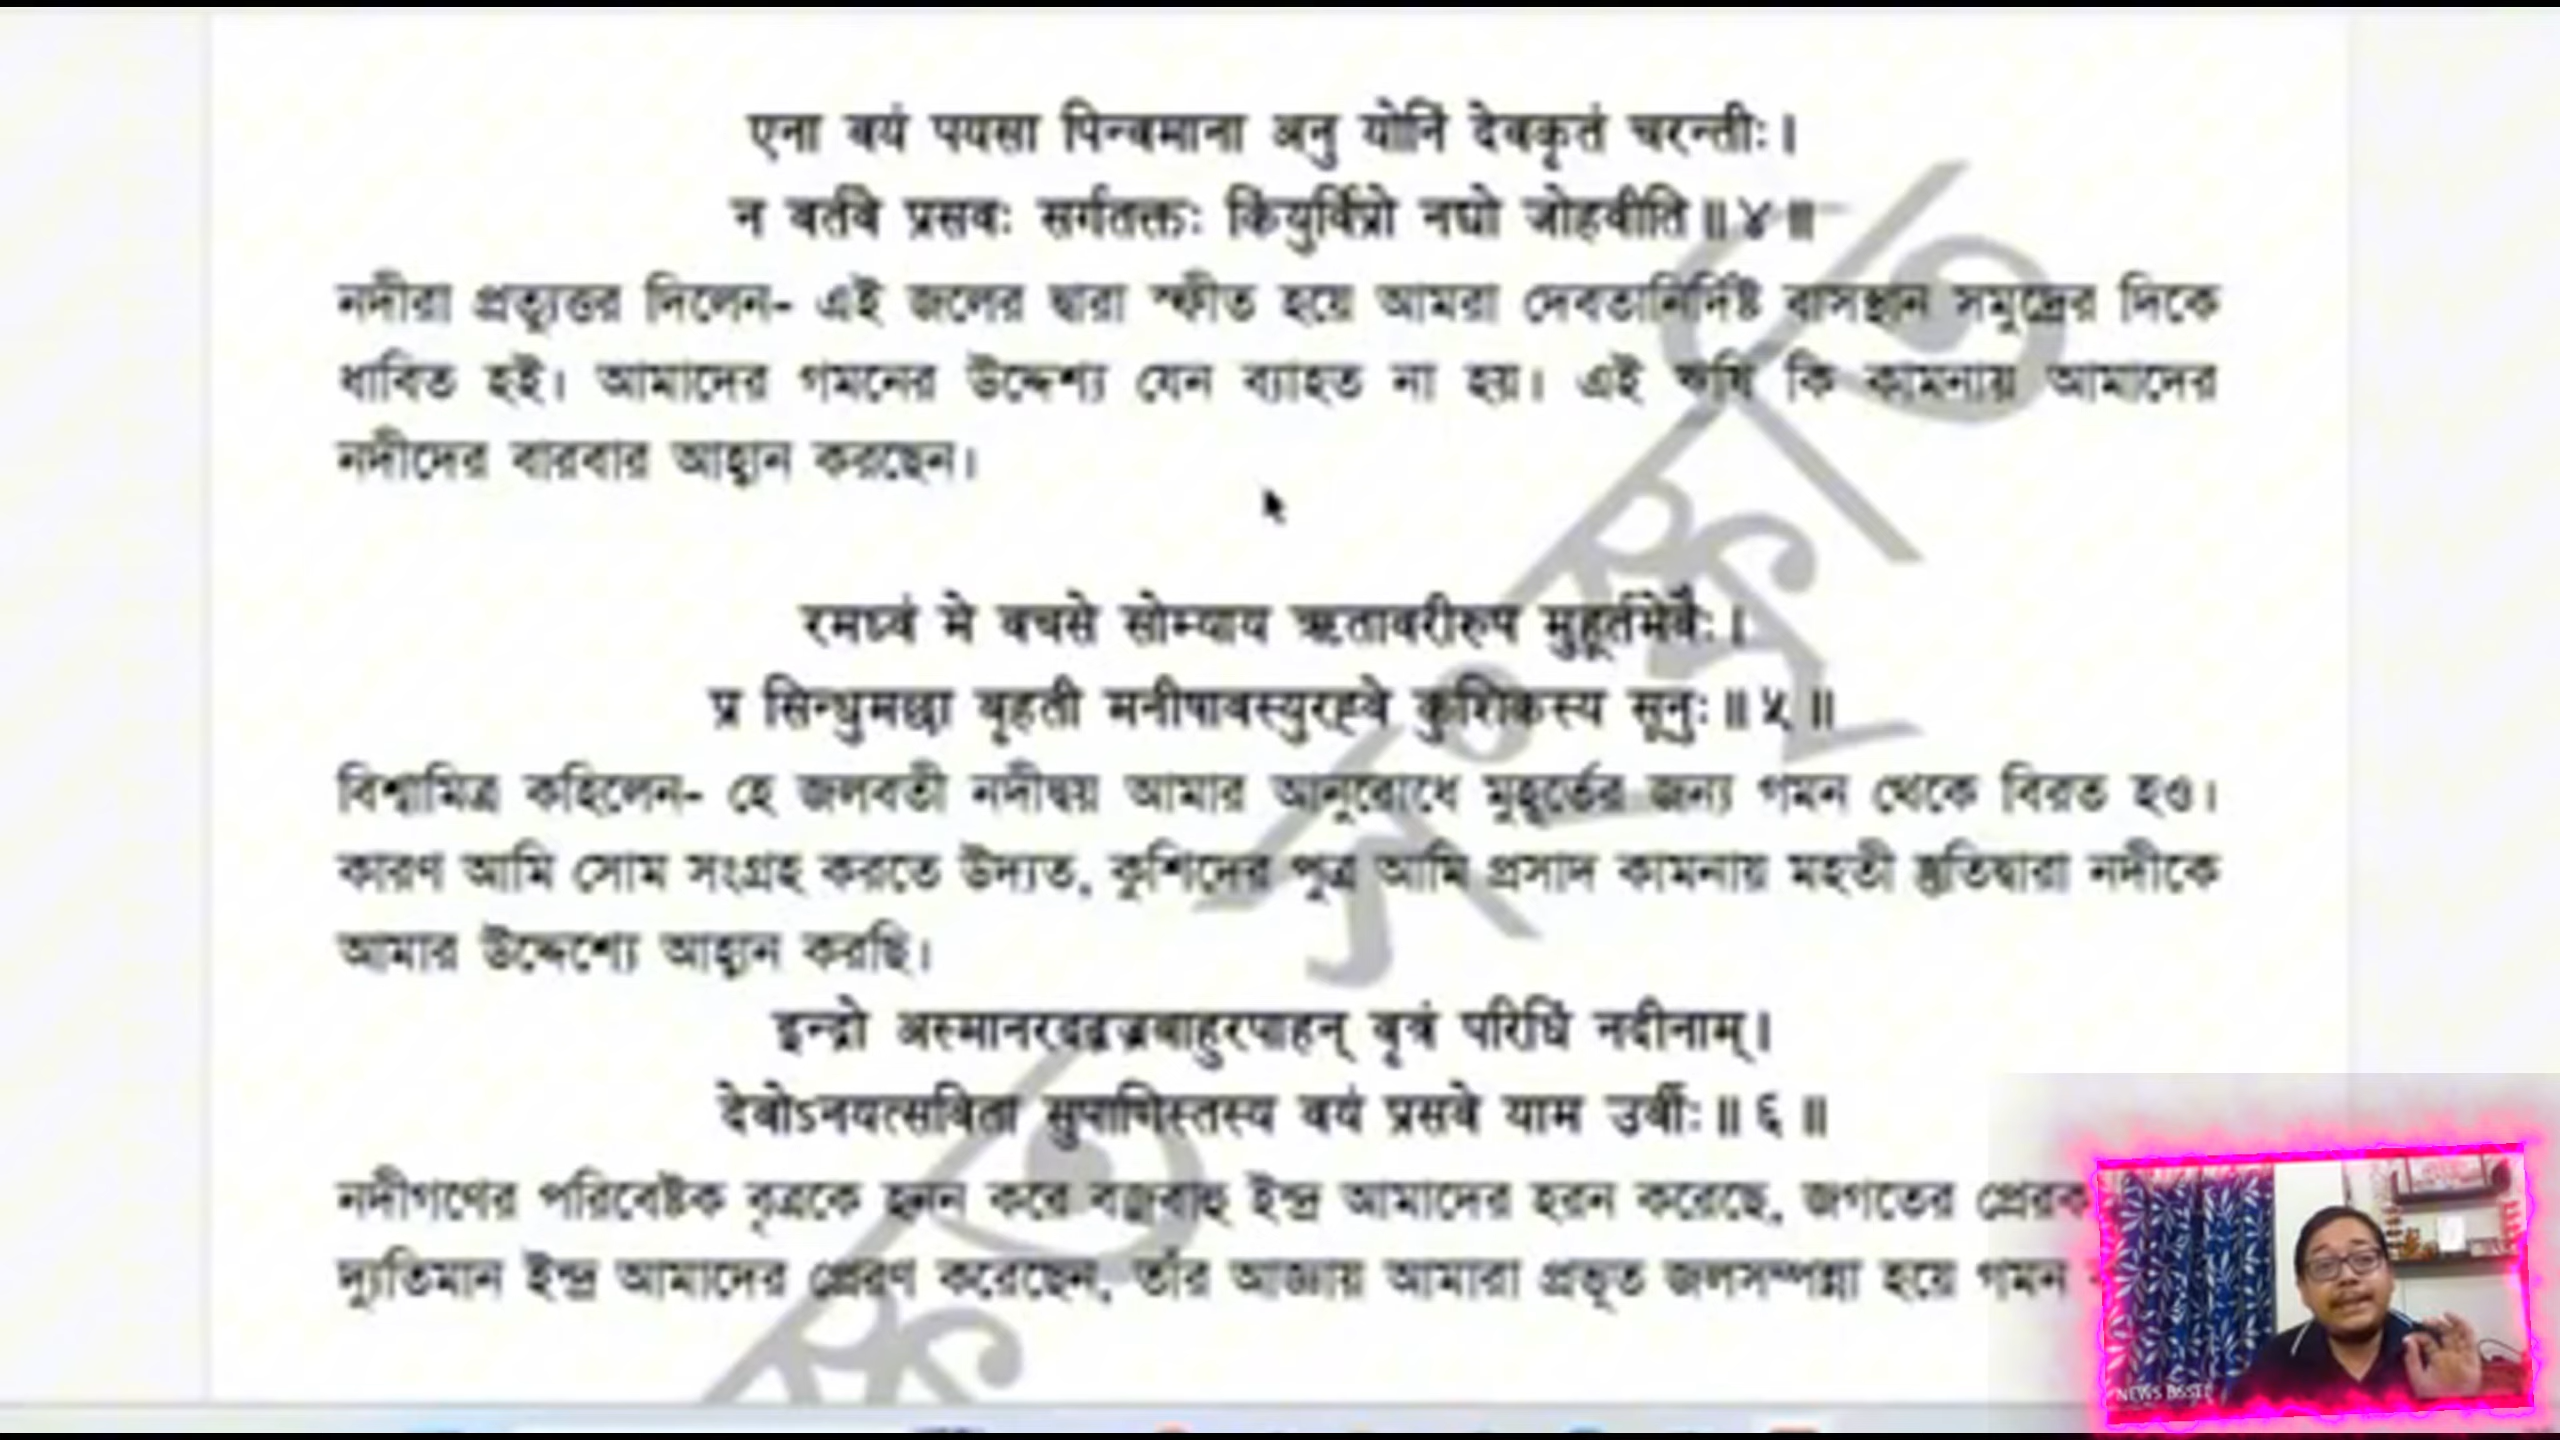 एना वयं पयसा पिन्वमाना अनु योनिं देवकृतं चरन्तीः।
न वर्तवे प्रसवः सर्गतक्तः किंयुर्विप्रो नद्यो जोहवीति॥४॥
নদীরা প্রত্যুত্তর দিলেন- এই জলের দ্বারা স্ফীত হয়ে আমরা দেবতানির্দিষ্ট বাসস্থান সমুদ্রের দিকে
ধাবিত হই। আমাদের গমনের উদ্দেশ্য যেন ব্যাহত না হয়। এই ঋষি কি কামনায় আমাদের
নদীদের বারবার আহ্বান করছেন।
रमध्वं मे वचसे सोम्याय ऋतावरीरुप मुहूर्तमेवैः।
प्र सिन्धुमच्छा बृहती मनीषावस्युरह्वे कुशिकस्य सूनुः॥५॥
বিশ্বামিত্র কহিলেন- হে জলবতী নদীদ্বয় আমার আনুরোধে মুহূর্তের জন্য গমন থেকে বিরত হও।
কারণ আমি সোম সংগ্রহ করতে উদ্যত, কুশিদের পুত্র আমি প্রসাদ কামনায় মহতী স্তুতিদ্বারা নদীকে
আমার উদ্দেশ্যে আহ্বান করছি।
इन्द्रो अस्मानरदद्वज्रबाहुरपाहन् वृत्रं परिधिं नदीनाम्।
देवोऽनयत्सविता सुपाणिस्तस्य वयं प्रसवे याम उर्वीः॥६॥
নদীগণের পরিবেষ্টক বৃত্রকে হনন করে বজ্রবাহু ইন্দ্র আমাদের হরন করেছে, জগতের প্রেরক
দ্যুতিমান ইন্দ্র আমাদের প্রেরণ করেছেন, তাঁর আজ্ঞায় আমারা প্রভূত জলসম্পন্না হয়ে গমন
NEWS